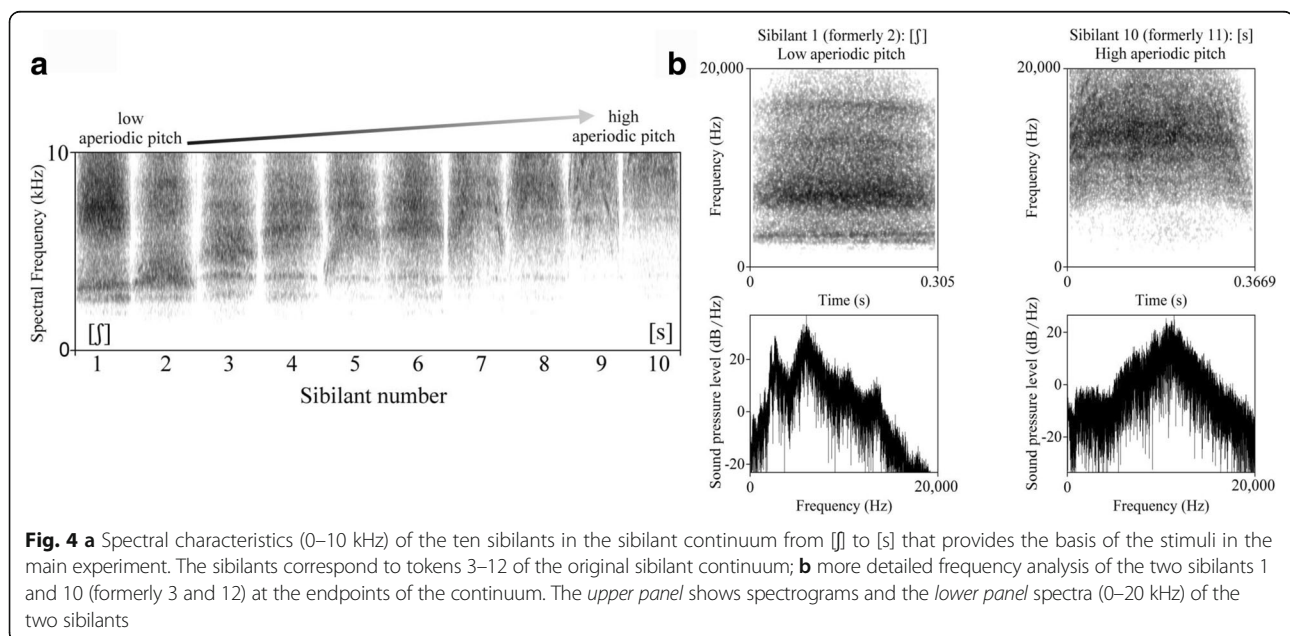 a
low
aperiodic pitch
high
aperiodic pitch
10
Spectral Frequency (kHz)
0
[ʃ]
[s]
1 2 3 4 5 6 7 8 9 10
Sibilant number
b
Sibilant 1 (formerly 2): [ʃ]
Low aperiodic pitch
20,000
Frequency (Hz)
0
0 0.305
Time (s)
Sibilant 10 (formerly 11): [s]
High aperiodic pitch
20,000
Frequency (Hz)
0
0 0.3669
Time (s)
Sound pressure level (dB/Hz)
20
0
-20
0 20,000
Frequency (Hz)
Sound pressure level (dB/Hz)
20
0
-20
0 20,000
Frequency (Hz)
Fig. 4 a Spectral characteristics (0–10 kHz) of the ten sibilants in the sibilant continuum from [ʃ] to [s] that provides the basis of the stimuli in the
main experiment. The sibilants correspond to tokens 3–12 of the original sibilant continuum; b more detailed frequency analysis of the two sibilants 1
and 10 (formerly 3 and 12) at the endpoints of the continuum. The upper panel shows spectrograms and the lower panel spectra (0–20 kHz) of the
two sibilants